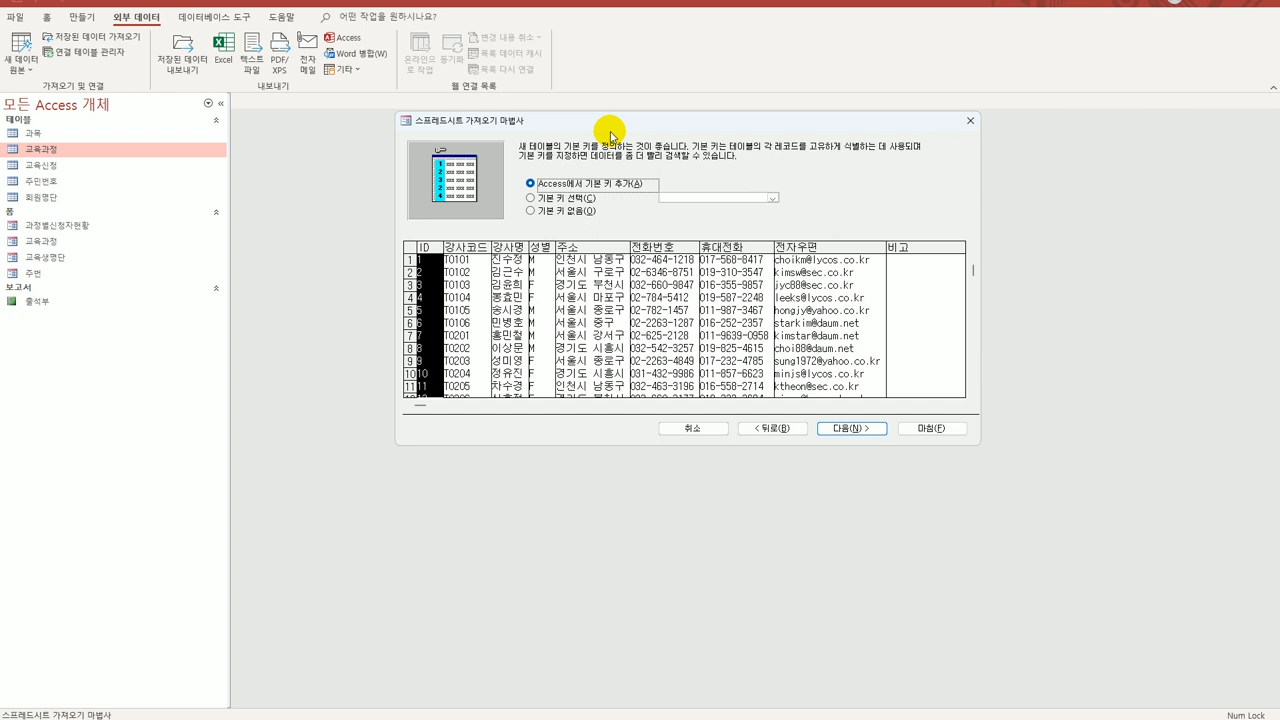 파일 홈 만들기 외부 데이터 데이터베이스 도구 도움말 어떤 작업을 원하시나요?
새 데이터 원본 저장된 데이터 가져오기 연결 테이블 관리자
가져오기 및 연결
저장된 데이터 내보내기 Excel 텍스트 파일 PDF/XPS 전자 메일 Access Word 병합(W) 기타
내보내기
온라인으로 작업 동기화 변경 내용 취소 목록 데이터 캐시 목록 다시 연결
웹 연결 목록
모든 Access 개체
테이블
과목
교육과정
교육신청
주민번호
회원명단
폼
과정별신청자현황
교육과정
교육생명단
주번
보고서
출석부
스프레드시트 가져오기 마법사
새 테이블의 기본 키를 정의하는 것이 좋습니다. 기본 키는 테이블의 각 레코드를 고유하게 식별하는 데 사용되며
기본 키를 지정하면 데이터를 좀 더 빨리 검색할 수 있습니다.
Access에서 기본 키 추가(A)
기본 키 선택(C)
기본 키 없음(O)
1 xxx xxx xxx
2 xxx xxx xxx
3 xxx xxx xxx
4 xxx xxx xxx
ID 강사코드 강사명 성별 주소 전화번호 휴대전화 전자우편 비고
1 1 T0101 진수정 M 인천시 남동구 032-464-1218 017-568-8417 choikm@lycos.co.kr
2 2 T0102 김근수 M 서울시 구로구 02-6346-8751 018-310-3547 kimsw@sec.co.kr
3 3 T0103 김윤희 F 경기도 부천시 032-660-9847 016-355-9857 jyc88@sec.co.kr
4 4 T0104 홍효민 F 서울시 마포구 02-784-5412 019-587-2248 leeks@lycos.co.kr
5 5 T0105 송시경 M 서울시 종로구 02-782-1457 011-987-3467 hongjy@yahoo.co.kr
6 6 T0106 민병호 M 서울시 중구 02-2263-1287 016-252-2357 starkim@daum.net
7 7 T0201 홍민철 M 서울시 강서구 02-625-2128 011-9639-0958 kimstar@daum.net
8 8 T0202 이상문 M 경기도 시흥시 032-542-3257 019-825-4615 choi88@daum.net
9 9 T0203 정미영 F 서울시 종로구 02-2263-4849 017-232-4785 sung1972@yahoo.co.kr
10 10 T0204 정유진 F 경기도 시흥시 031-432-9986 011-857-6623 minjs@lycos.co.kr
11 11 T0205 차수경 F 인천시 남동구 032-463-3196 016-558-2714 ktheon@sec.co.kr
취소 < 뒤로(B) 다음(N) > 마침(F)
스프레드시트 가져오기 마법사 Num Lock